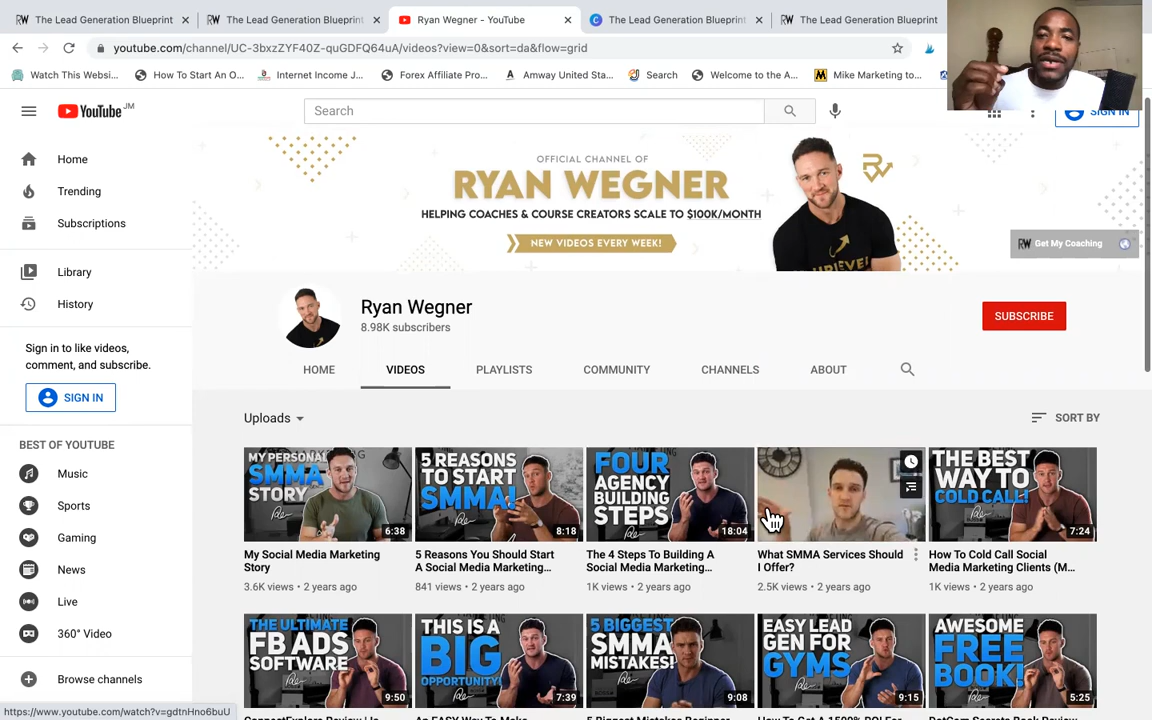 The Lead Generation Blueprint
The Lead Generation Blueprint
Ryan Wegner - YouTube
The Lead Generation Blueprint
The Lead Generation Blueprint
youtube.com/channel/UC-3bxzZYF40Z-quGDFQ64uA/videos?view=0&sort=da&flow=grid
Watch This Websi...
How To Start An O...
Internet Income J...
Forex Affiliate Pro...
Amway United Sta...
Search
Welcome to the A...
Mike Marketing to...
YouTube JM
Search
SIGN IN
Home
Trending
Subscriptions
Library
History
Sign in to like videos,
comment, and subscribe.
SIGN IN
BEST OF YOUTUBE
Music
Sports
Gaming
News
Live
360° Video
Browse channels
OFFICIAL CHANNEL OF
RYAN WEGNER
HELPING COACHES & COURSE CREATORS SCALE TO $100K/MONTH
NEW VIDEOS EVERY WEEK!
RW Get My Coaching
Ryan Wegner
8.98K subscribers
SUBSCRIBE
HOME
VIDEOS
PLAYLISTS
COMMUNITY
CHANNELS
ABOUT
Uploads
SORT BY
MY PERSONAL
SMMA
STORY
6:38
My Social Media Marketing
Story
3.6K views • 2 years ago
5 REASONS
TO START
SMMA!
8:18
5 Reasons You Should Start
A Social Media Marketing...
841 views • 2 years ago
FOUR
AGENCY
BUILDING
STEPS
18:04
The 4 Steps To Building A
Social Media Marketing...
1K views • 2 years ago
What SMMA Services Should
I Offer?
2.5K views • 2 years ago
THE BEST
WAY TO
COLD CALL!
7:24
How To Cold Call Social
Media Marketing Clients (M...
1K views • 2 years ago
THE ULTIMATE
FB ADS
SOFTWARE
9:50
THIS IS A
BIG
OPPORTUNITY!
7:39
5 BIGGEST
SMMA
MISTAKES!
9:08
EASY LEAD
GEN FOR
GYMS
9:15
AWESOME
FREE
BOOK!
5:25
https://www.youtube.com/watch?v=gdtnHno6buU